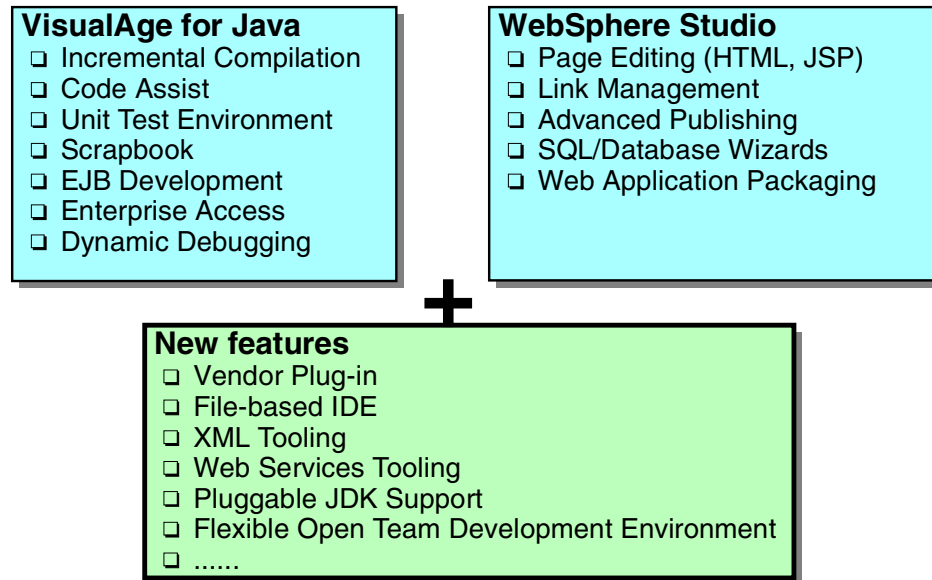 VisualAge for Java
❑ Incremental Compilation
❑ Code Assist
❑ Unit Test Environment
❑ Scrapbook
❑ EJB Development
❑ Enterprise Access
❑ Dynamic Debugging
WebSphere Studio
❑ Page Editing (HTML, JSP)
❑ Link Management
❑ Advanced Publishing
❑ SQL/Database Wizards
❑ Web Application Packaging
+
New features
❑ Vendor Plug-in
❑ File-based IDE
❑ XML Tooling
❑ Web Services Tooling
❑ Pluggable JDK Support
❑ Flexible Open Team Development Environment
❑ ......